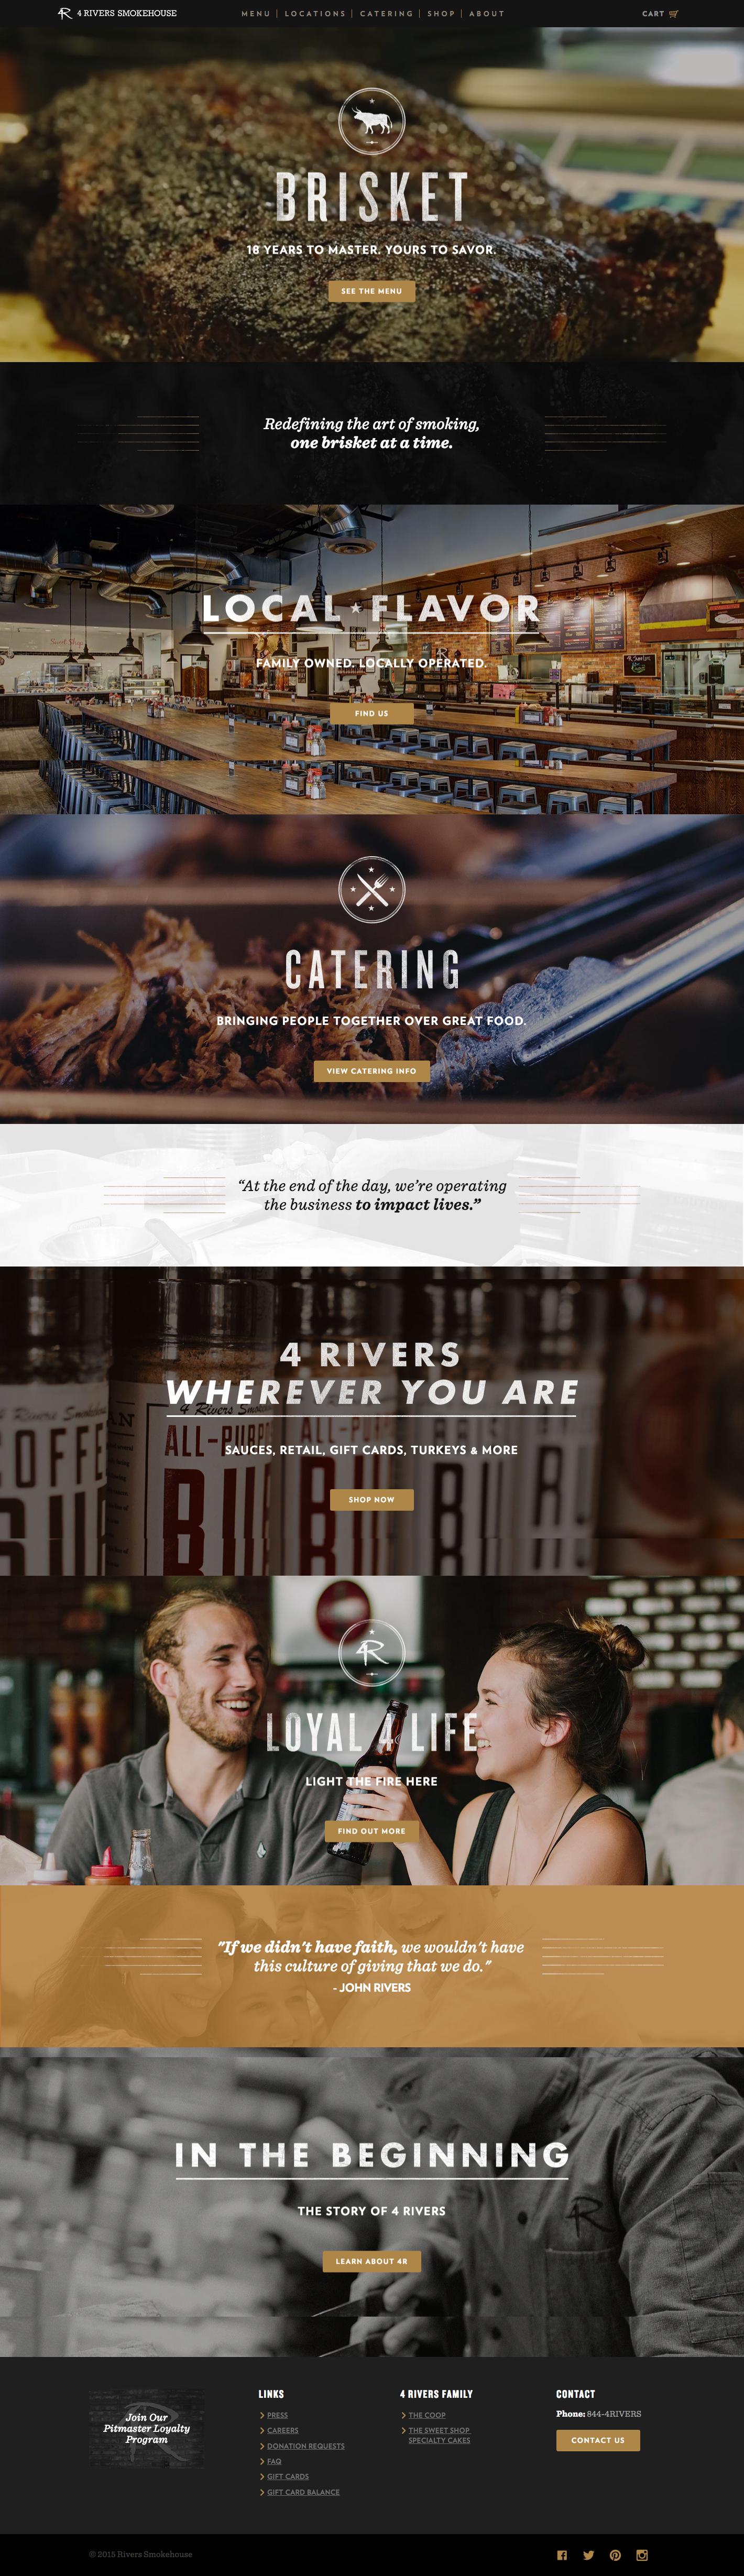 4 RIVERS SMOKEHOUSE
MENU | LOCATIONS | CATERING | SHOP | ABOUT
CART
BRISKET
18 YEARS TO MASTER. YOURS TO SAVOR.
SEE THE MENU
Redefining the art of smoking,
one brisket at a time.
LOCAL ★ FLAVOR
FAMILY OWNED. LOCALLY OPERATED.
FIND US
CATERING
BRINGING PEOPLE TOGETHER OVER GREAT FOOD.
VIEW CATERING INFO
“At the end of the day, we’re operating
the business to impact lives.”
4 RIVERS
WHEREVER YOU ARE
4 Rivers
ALL-PURP
SAUCES, RETAIL, GIFT CARDS, TURKEYS & MORE
SHOP NOW
4R
LOYAL 4 LIFE
LIGHT THE FIRE HERE
FIND OUT MORE
"If we didn't have faith, we wouldn't have
this culture of giving that we do."
- JOHN RIVERS
IN THE BEGINNING
THE STORY OF 4 RIVERS
LEARN ABOUT 4R
Join Our
Pitmaster Loyalty
Program
LINKS
PRESS
CAREERS
DONATION REQUESTS
FAQ
GIFT CARDS
GIFT CARD BALANCE
4 RIVERS FAMILY
THE COOP
THE SWEET SHOP
SPECIALTY CAKES
CONTACT
Phone: 844-4RIVERS
CONTACT US
© 2015 Rivers Smokehouse